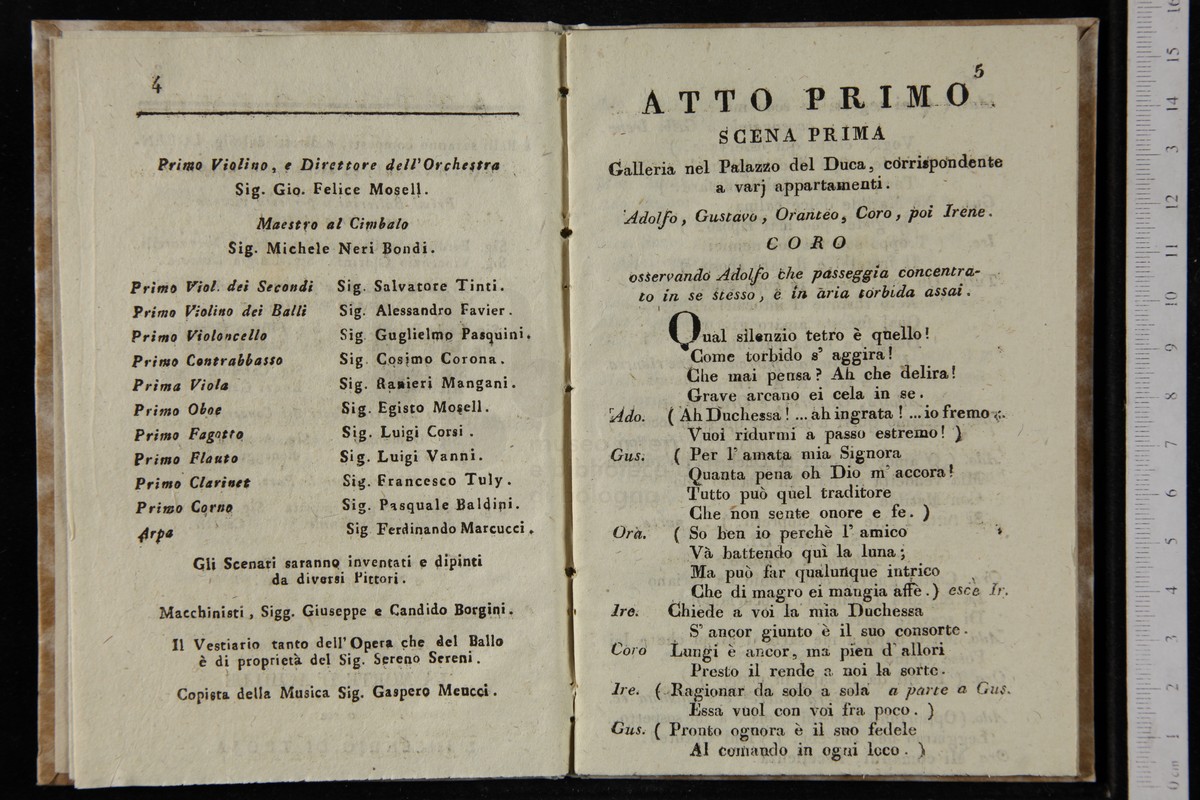 4
Primo Violino, e Direttore dell'Orchestra
Sig. Gio. Felice Mosell.
Maestro al Cimbalo
Sig. Michele Neri Bondi.
Primo Viol. dei Secondi Sig. Salvatore Tinti.
Primo Violino dei Balli Sig. Alessandro Favier.
Primo Violoncello Sig. Guglielmo Pasquini.
Primo Contrabbasso Sig. Cosimo Corona.
Prima Viola Sig. Ranieri Mangani.
Primo Oboe Sig. Egisto Mosell.
Primo Fagotto Sig. Luigi Corsi.
Primo Flauto Sig. Luigi Vanni.
Primo Clarinet Sig. Francesco Tuly.
Primo Corno Sig. Pasquale Baldini.
Arpa Sig Ferdinando Marcucci.
Gli Scenari saranno inventati e dipinti
da diversi Pittori.
Macchinisti, Sigg. Giuseppe e Candido Borgini.
Il Vestiario tanto dell'Opera che del Ballo
è di proprietà del Sig. Sereno Sereni.
Copista della Musica Sig. Gaspero Meucci.
5
ATTO PRIMO.
SCENA PRIMA
Galleria nel Palazzo del Duca, corrispondente
a varj appartamenti.
Adolfo, Gustavo, Oranteo, Coro, poi Irene.
CORO
osservando Adolfo che passeggia concentra-
to in se stesso, e in aria torbida assai.
Qual silenzio tetro è quello!
Come torbido s' aggira!
Che mai pensa? Ah che delira!
Grave arcano ei cela in se.
Ado. (Ah Duchessa! ... ah ingrata! ... io fremo ..
Vuoi ridurmi a passo estremo! )
Gus. ( Per l' amata mia Signora
Quanta pena oh Dio m' accora!
Tutto può quel traditore
Che non sente onore e fe. )
Ora. ( So ben io perchè l' amico
Và battendo quì la luna;
Ma può far qualunque intrico
Che di magro ei mangia affè.) esce Ir.
Ire. Chiede a voi la mia Duchessa
S' ancor giunto è il suo consorte.
Coro Lungi è ancor, ma pien d' allori
Presto il rende a noi la sorte.
Ire. ( Ragionar da solo a sola a parte a Gus.
Essa vuol con voi fra poco. )
Gus. ( Pronto ognora è il suo fedele
Al comando in ogni loco. )